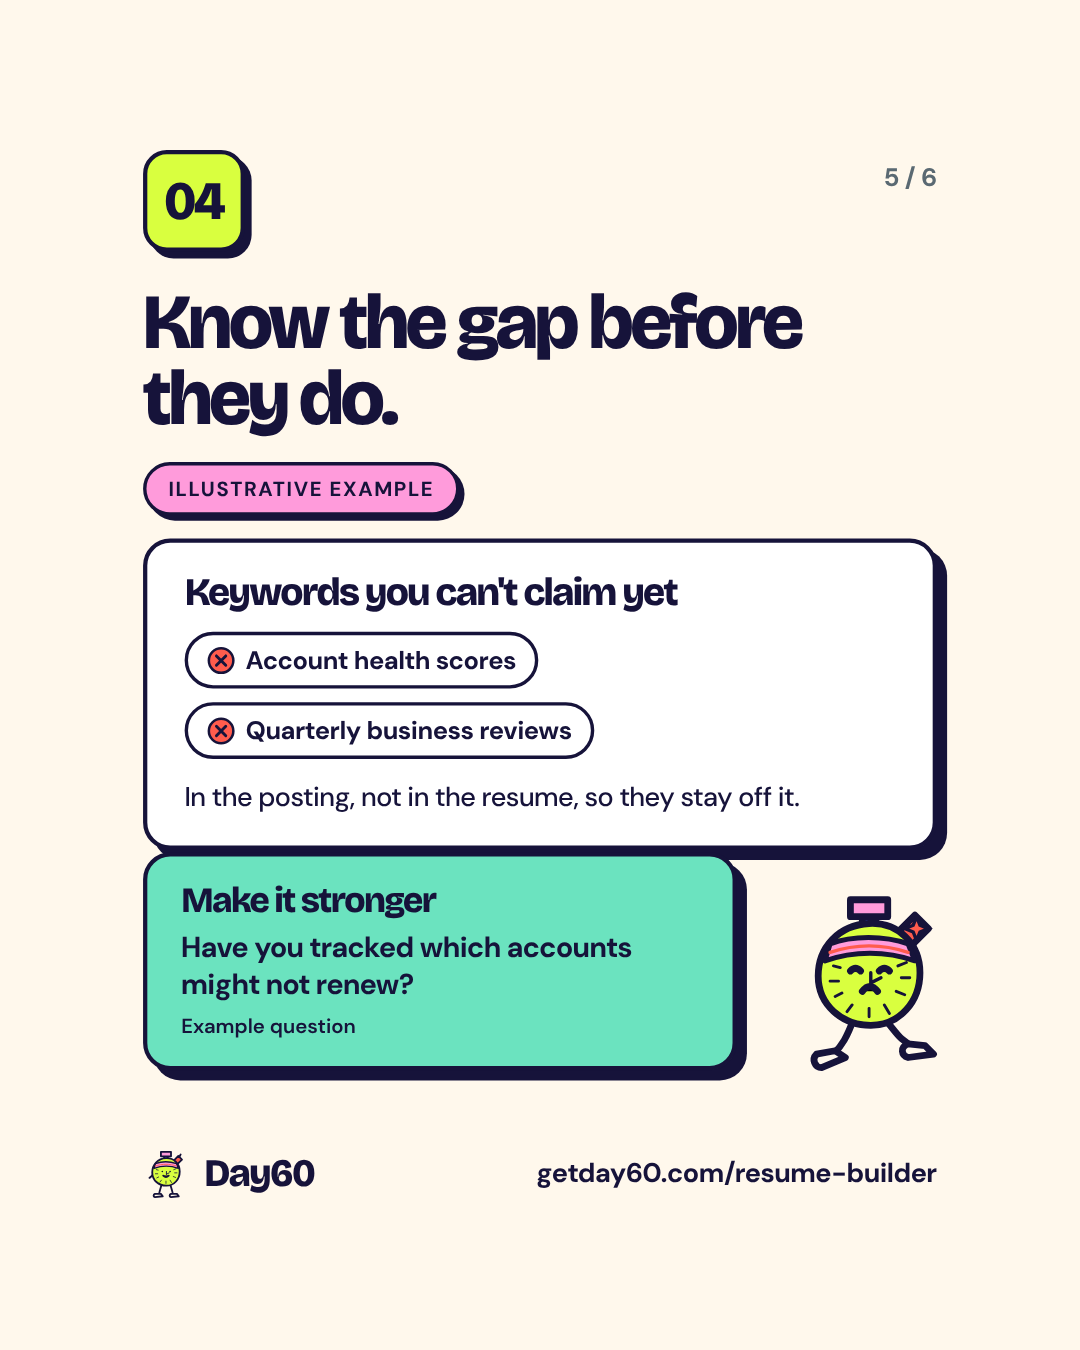 04
5 / 6
Know the gap before
they do.
ILLUSTRATIVE EXAMPLE
Keywords you can't claim yet
Account health scores
Quarterly business reviews
In the posting, not in the resume, so they stay off it.
Make it stronger
Have you tracked which accounts
might not renew?
Example question
Day60
getday60.com/resume-builder